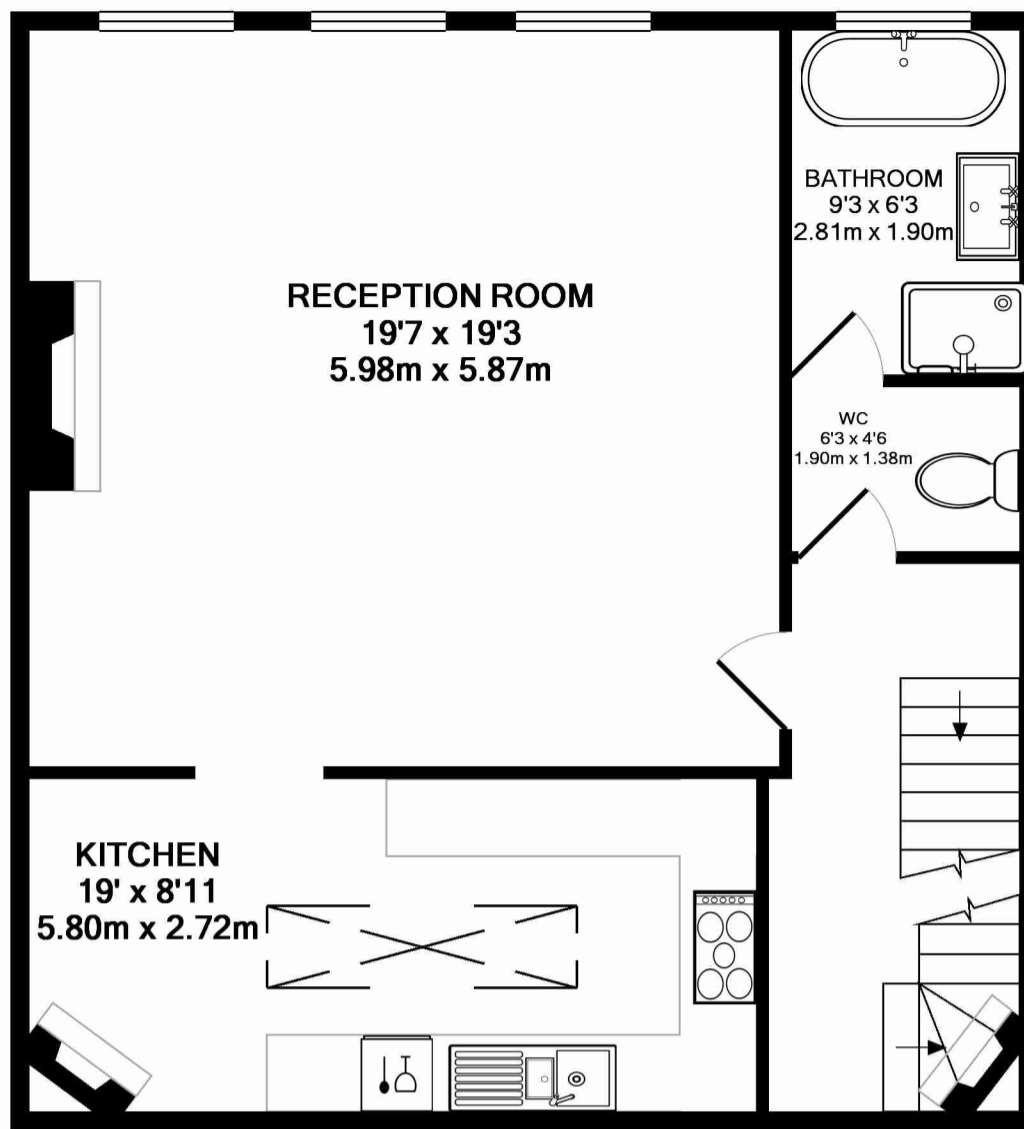 RECEPTION ROOM
19'7 x 19'3
5.98m x 5.87m
BATHROOM
9'3 x 6'3
2.81m x 1.90m
WC
6'3 x 4'6
1.90m x 1.38m
KITCHEN
19' x 8'11
5.80m x 2.72m